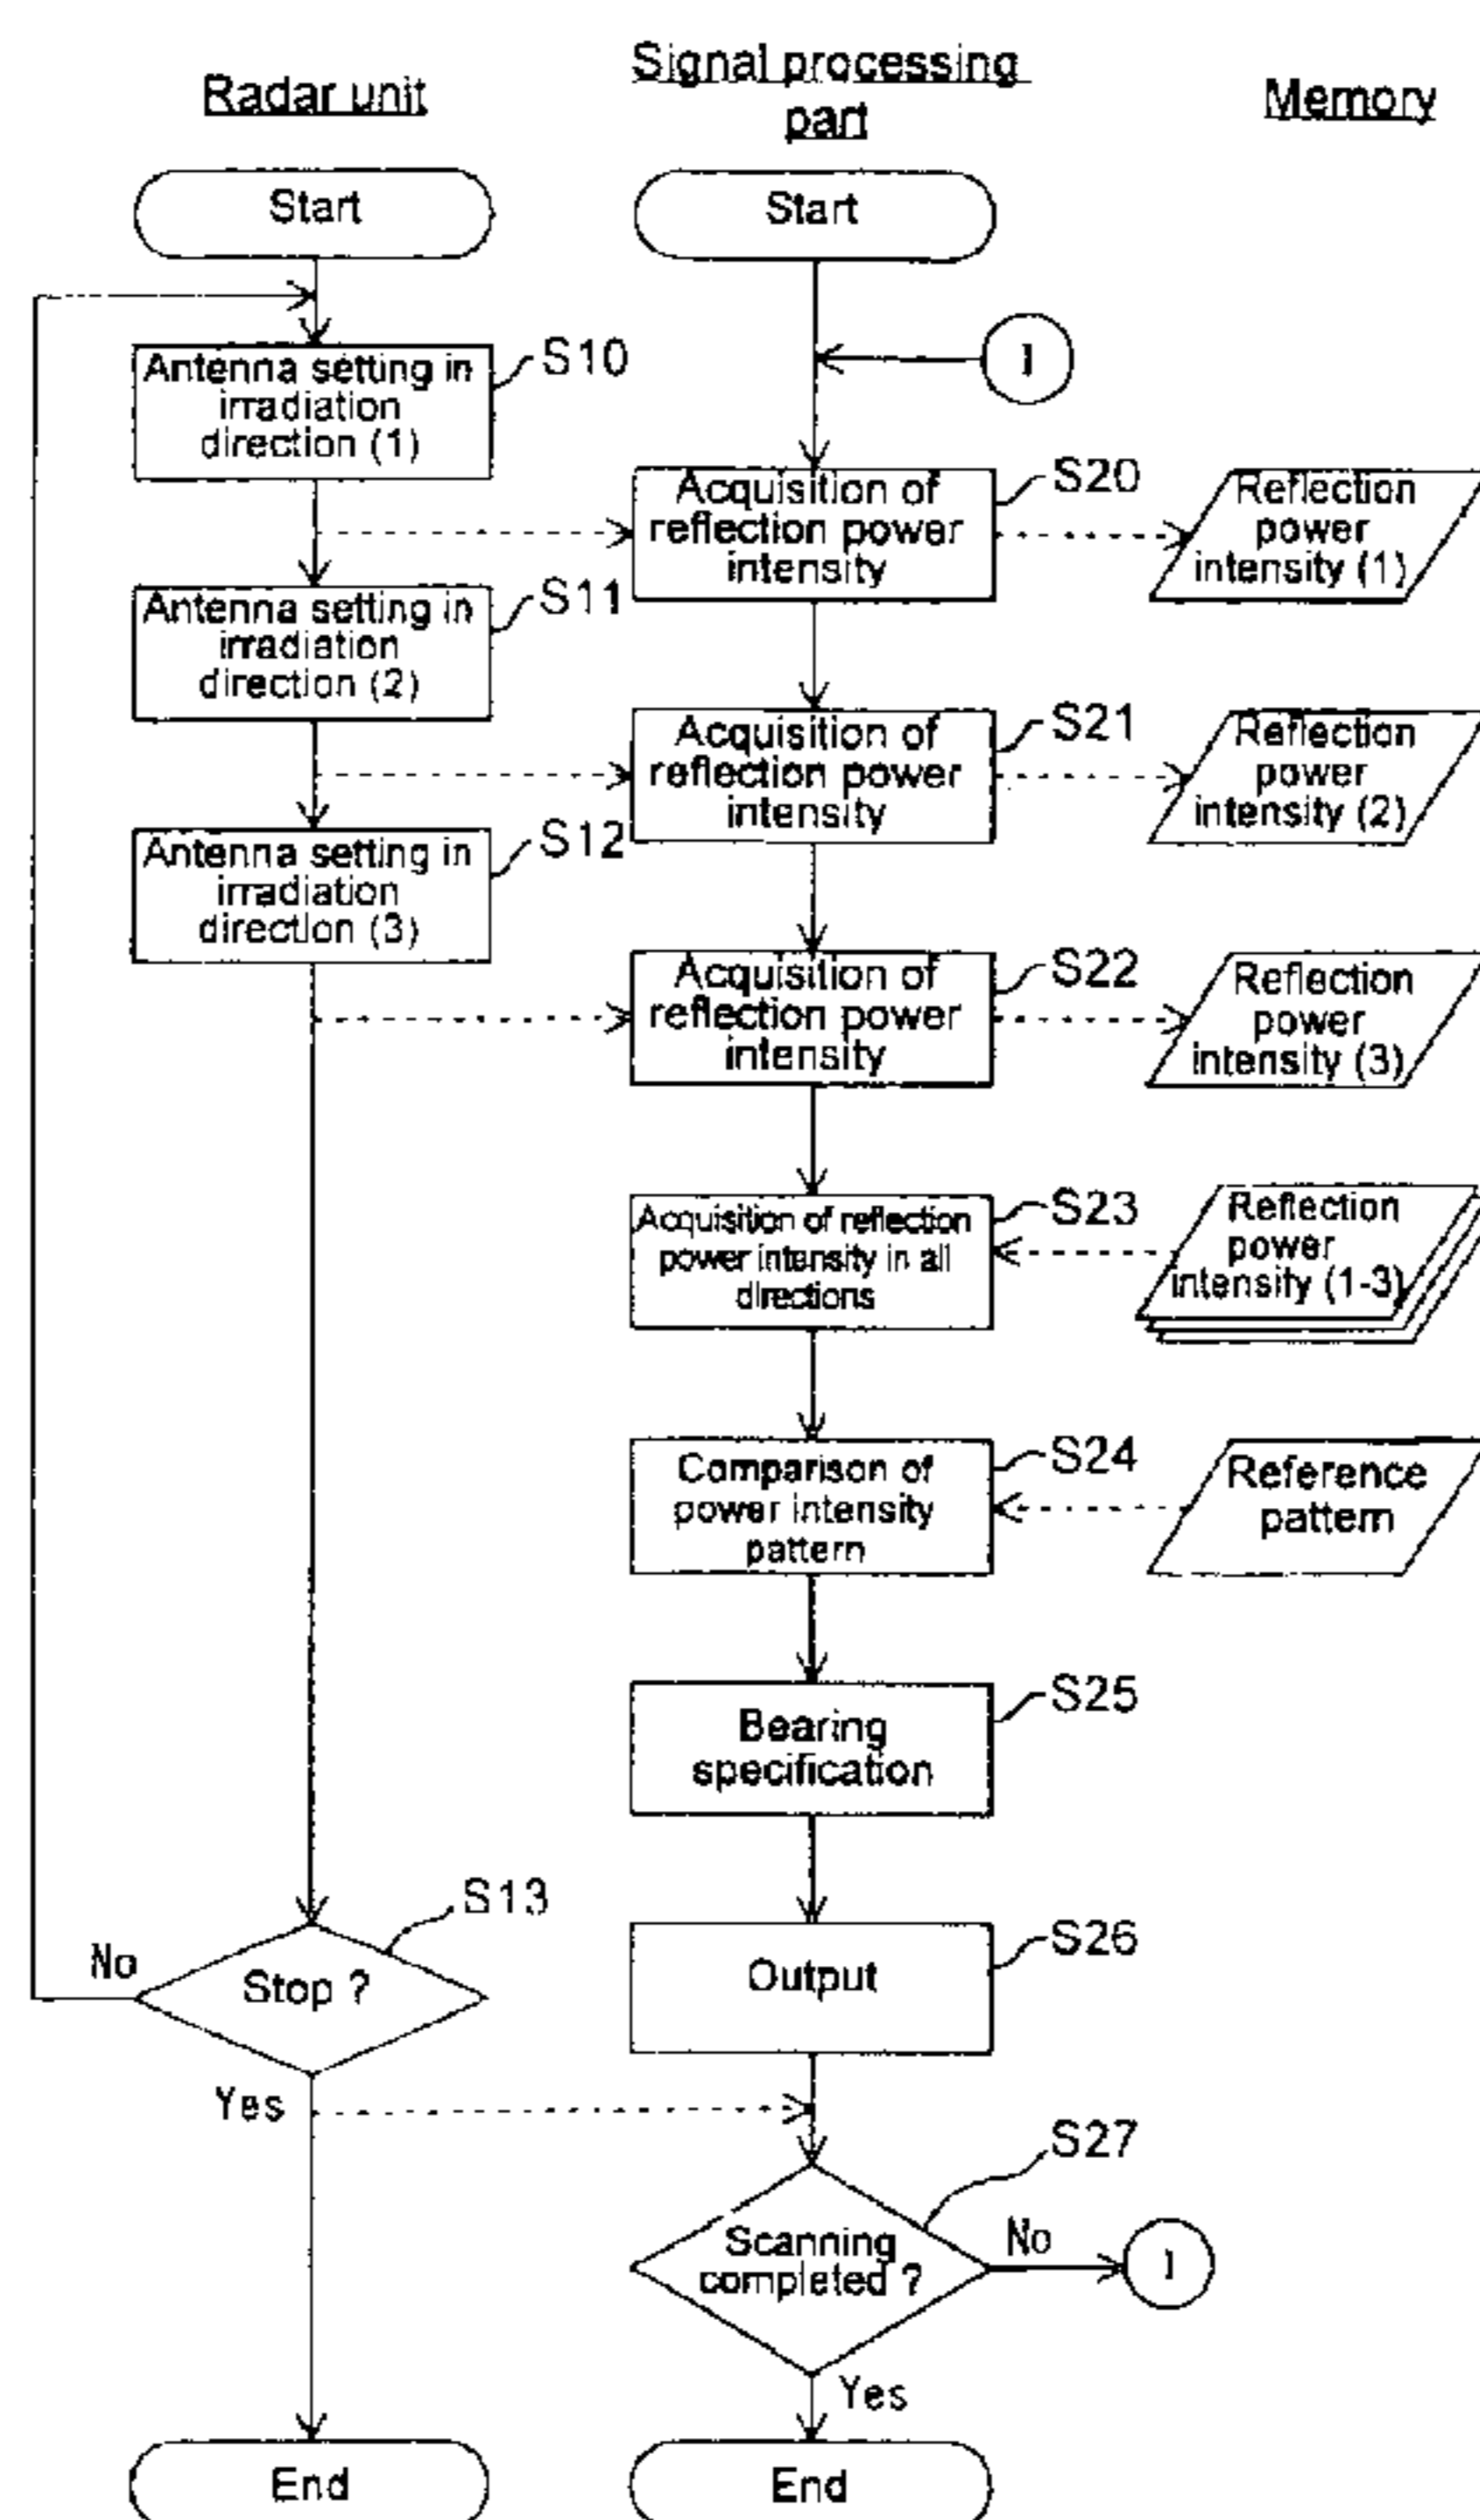 Radar unit
Signal processing
part
Memory
Start
Start
1
Antenna setting in
irradiation
direction (1)
S10
Acquisition of
reflection power
intensity
S20
Reflection
power
intensity (1)
Antenna setting in
irradiation
direction (2)
S11
Acquisition of
reflection power
intensity
S21
Reflection
power
intensity (2)
Antenna setting in
irradiation
direction (3)
S12
Acquisition of
reflection power
intensity
S22
Reflection
power
intensity (3)
Acquisition of reflection
power intensity in all
directions
S23
Reflection
power
intensity (1-3)
Comparison of
power intensity
pattern
S24
Reference
pattern
Bearing
specification
S25
Stop ?
S13
No
Yes
Output
S26
Scanning
completed ?
S27
No
1
Yes
End
End